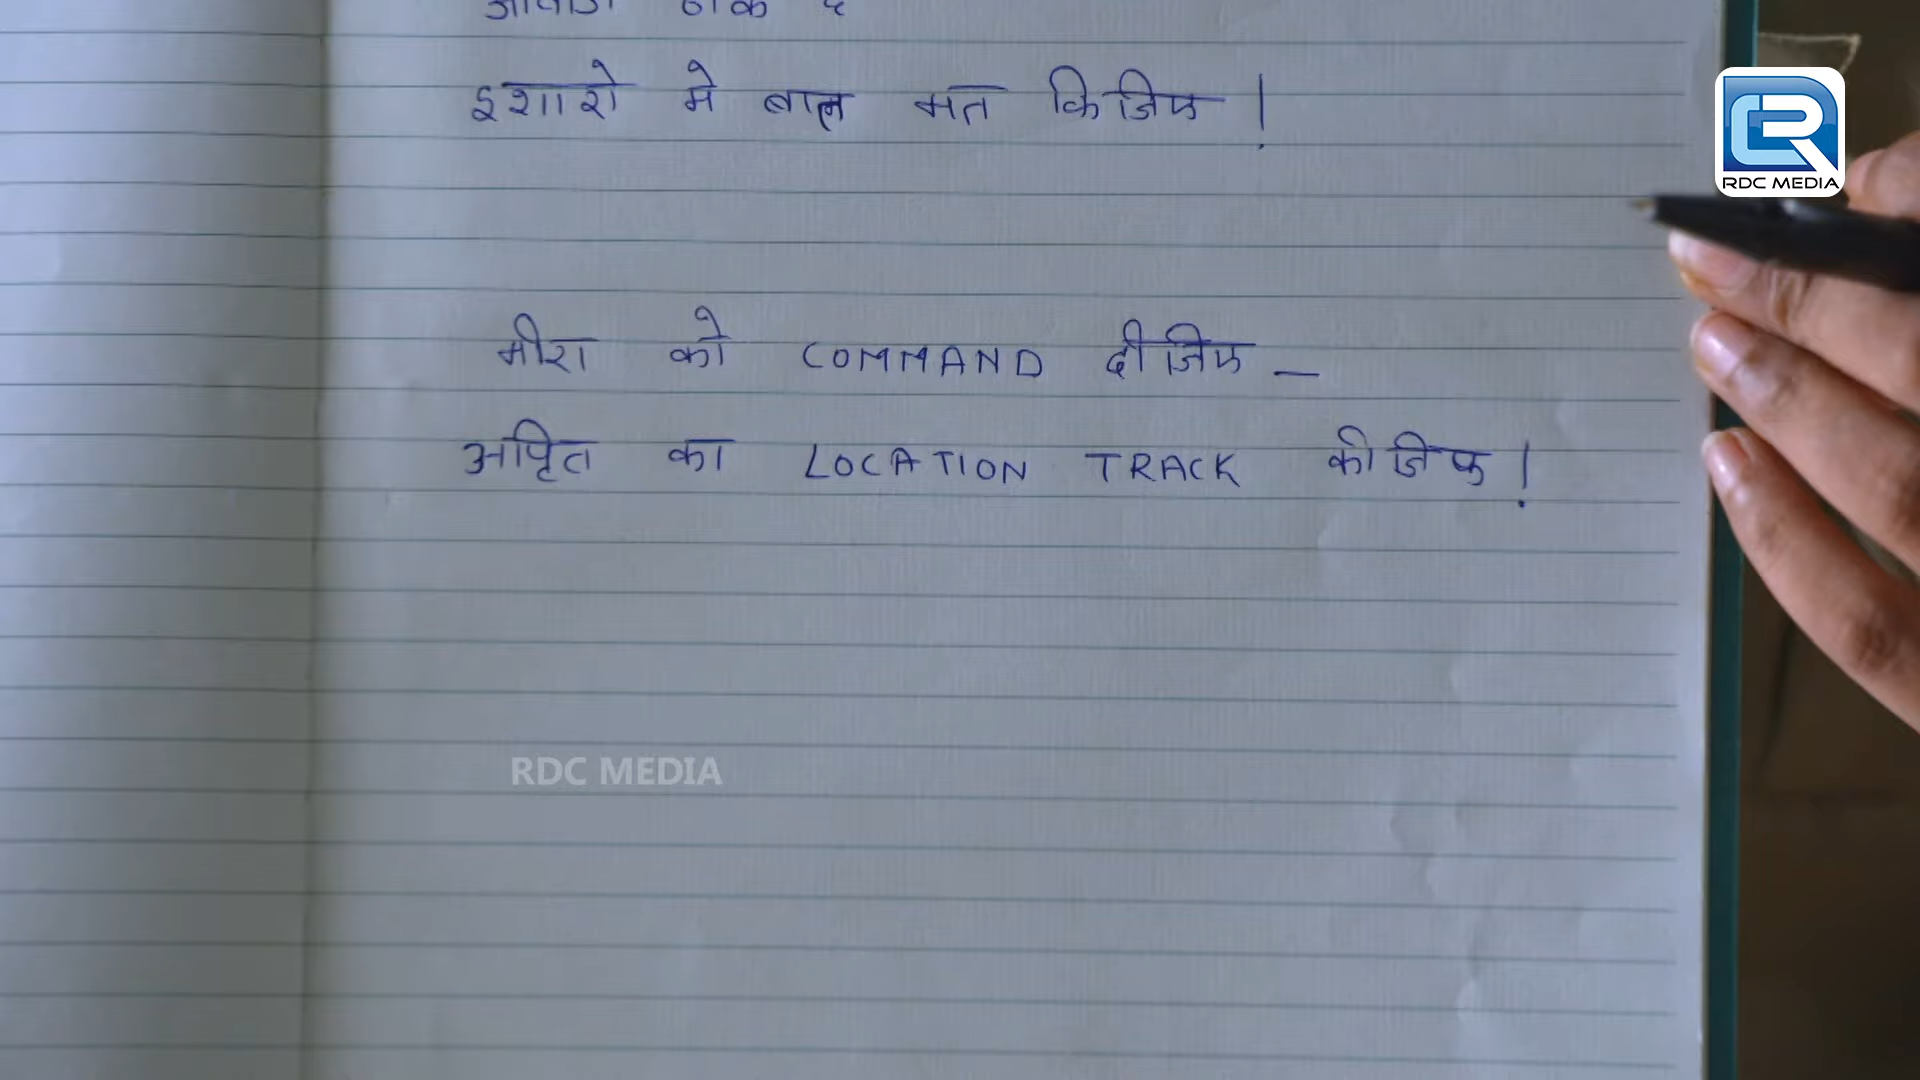 इशारो मे बात मत किजिए !
RDC MEDIA
मीरा को COMMAND दीजिए _
अर्पित का LOCATION TRACK कीजिए !
RDC MEDIA